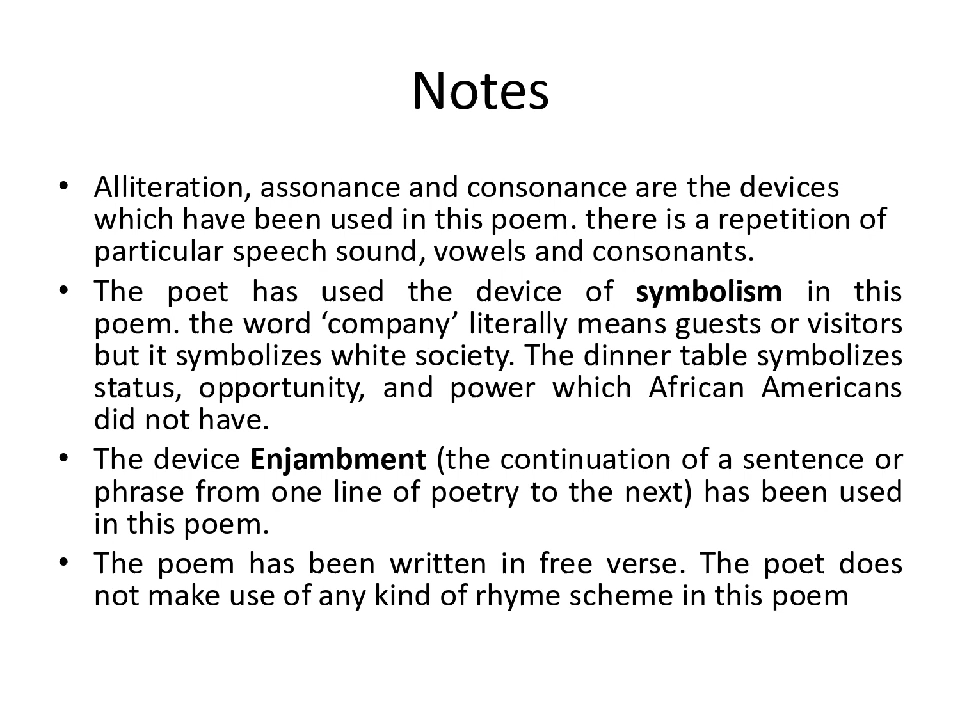 Notes
• Alliteration, assonance and consonance are the devices
which have been used in this poem. there is a repetition of
particular speech sound, vowels and consonants.
• The poet has used the device of symbolism in this
poem. the word ‘company’ literally means guests or visitors
but it symbolizes white society. The dinner table symbolizes
status, opportunity, and power which African Americans
did not have.
• The device Enjambment (the continuation of a sentence or
phrase from one line of poetry to the next) has been used
in this poem.
• The poem has been written in free verse. The poet does
not make use of any kind of rhyme scheme in this poem